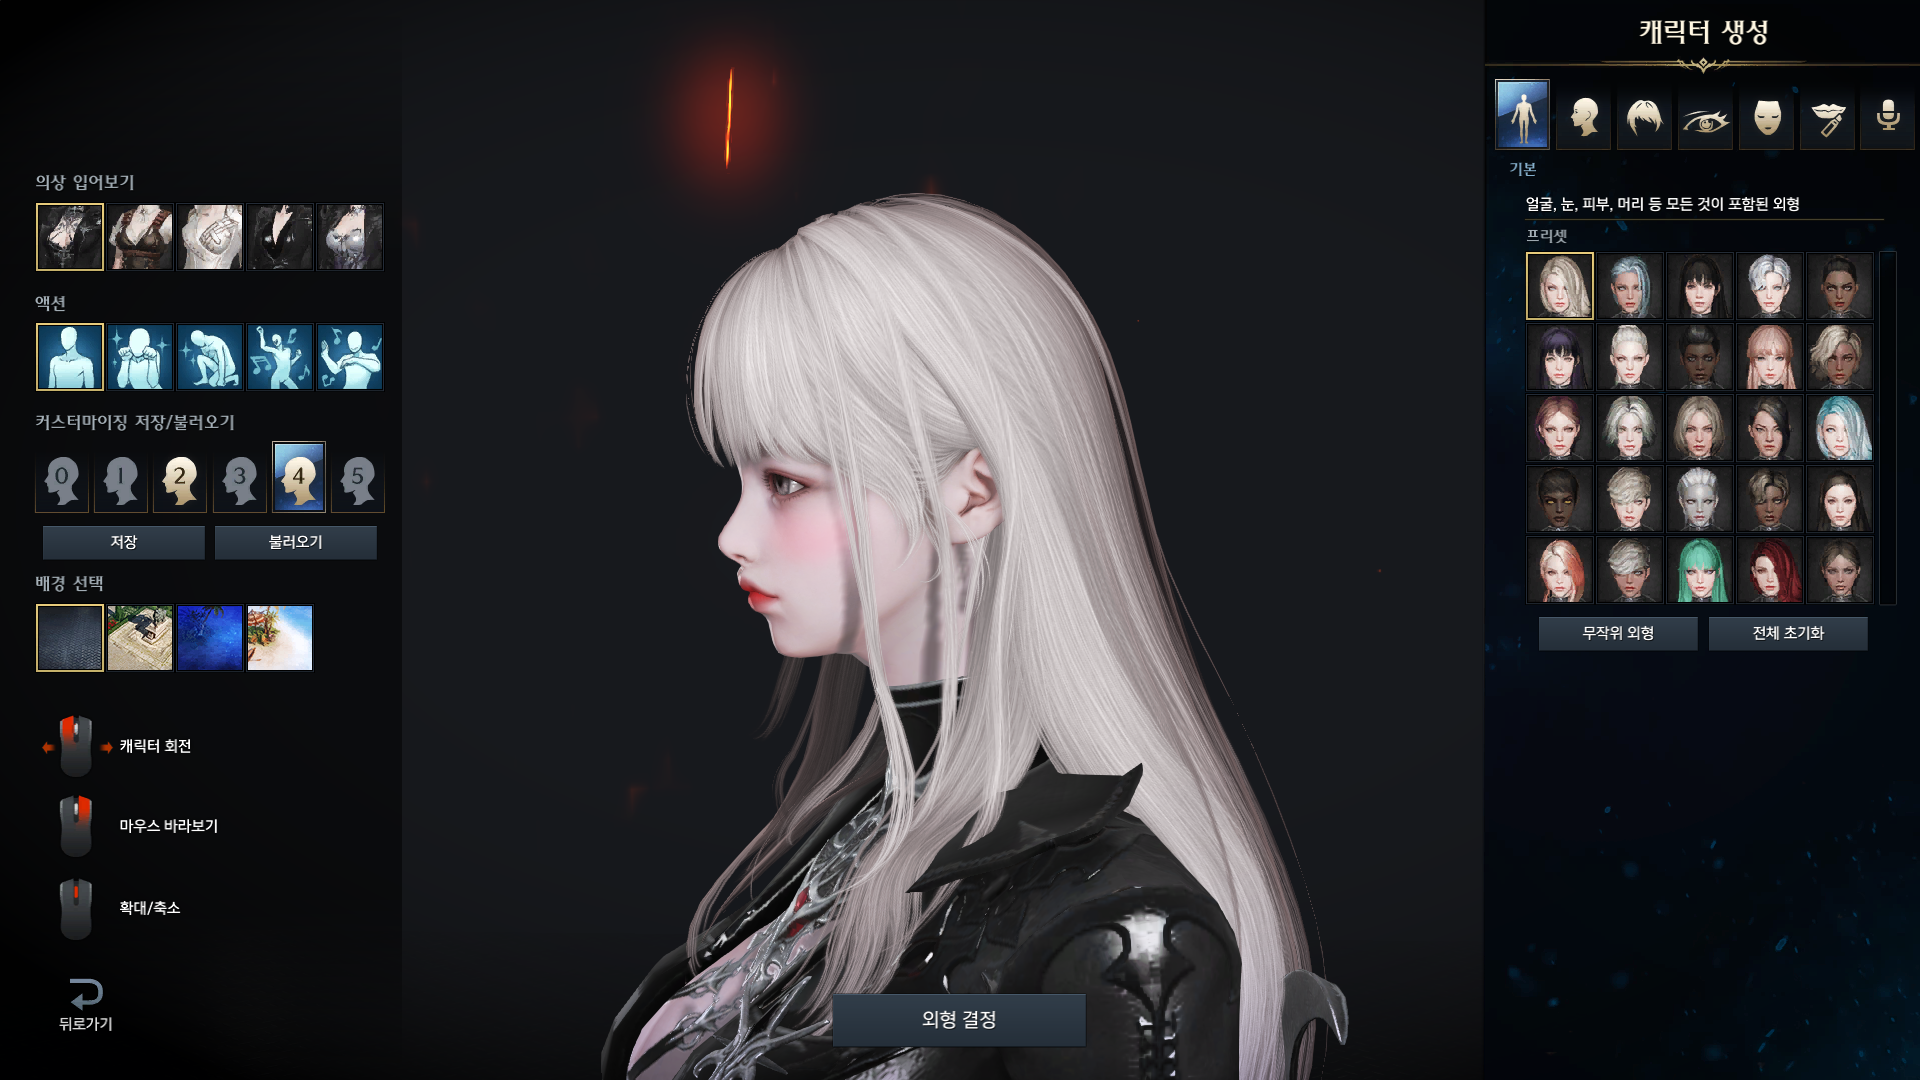 캐릭터 생성
기본
얼굴, 눈, 피부, 머리 등 모든 것이 포함된 외형
프리셋
무작위 외형
전체 초기화
의상 입어보기
액션
커스터마이징 저장/불러오기
0 1 2 3 4 5
저장
불러오기
배경 선택
캐릭터 회전
마우스 바라보기
확대/축소
뒤로가기
외형 결정